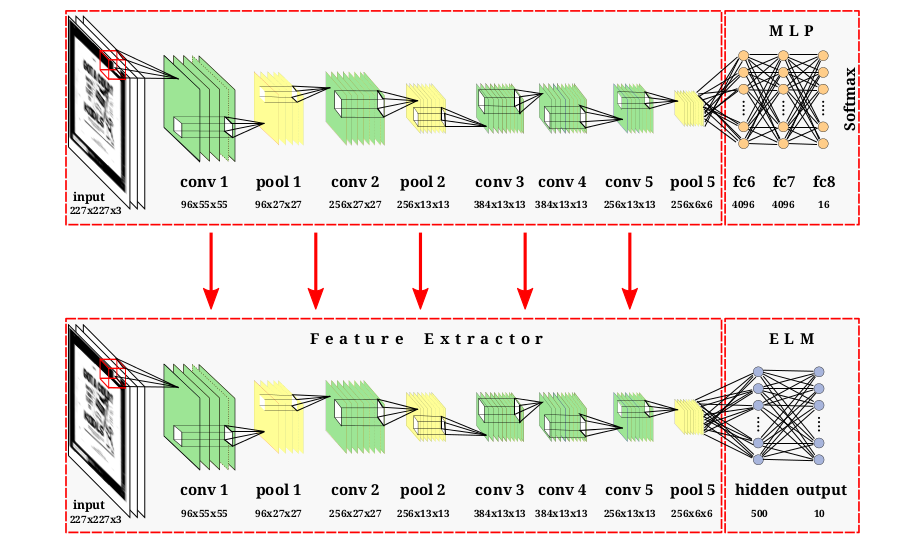 M L P
Softmax
input
227x227x3
conv 1
96x55x55
pool 1
96x27x27
conv 2
256x27x27
pool 2
256x13x13
conv 3
384x13x13
conv 4
384x13x13
conv 5
256x13x13
pool 5
256x6x6
fc6
4096
fc7
4096
fc8
16
Feature Extractor
E L M
input
227x227x3
conv 1
96x55x55
pool 1
96x27x27
conv 2
256x27x27
pool 2
256x13x13
conv 3
384x13x13
conv 4
384x13x13
conv 5
256x13x13
pool 5
256x6x6
hidden
500
output
10